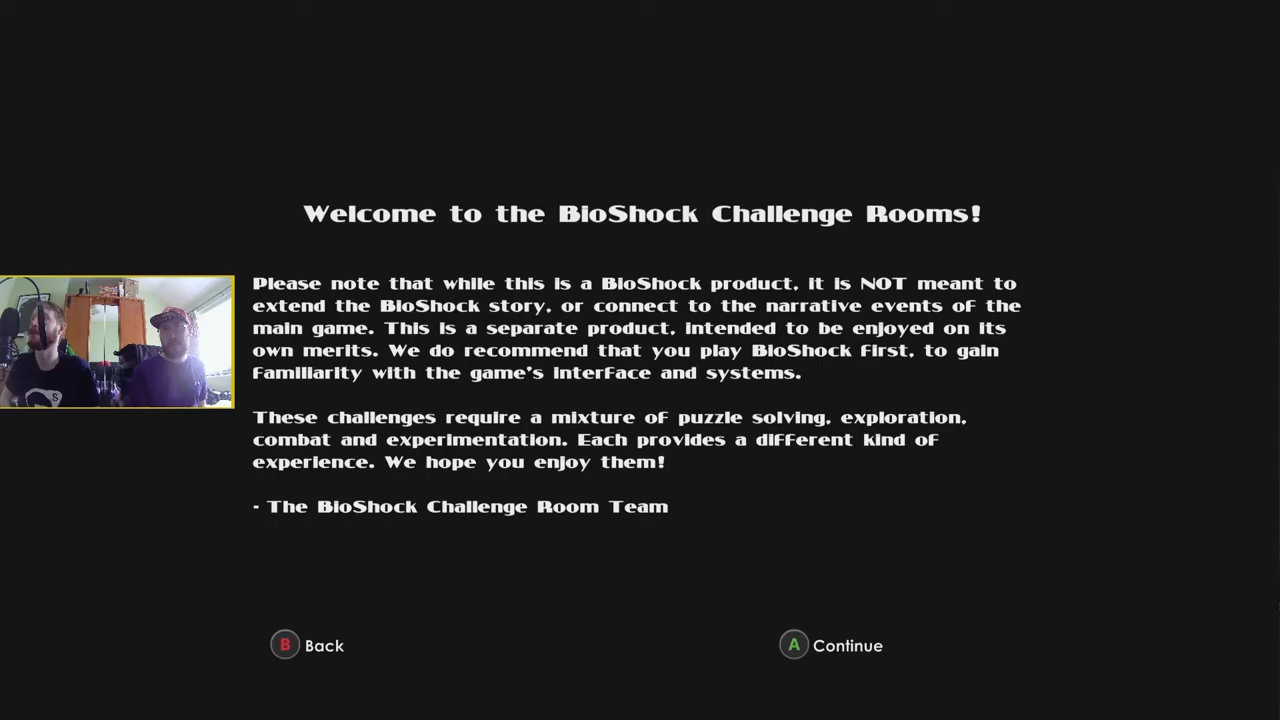 Welcome to the BioShock Challenge Rooms!
Please note that while this is a BioShock product, it is NOT meant to
extend the BioShock story, or connect to the narrative events of the
main game. This is a separate product, intended to be enjoyed on its
own merits. We do recommend that you play BioShock first, to gain
familiarity with the game's interface and systems.
These challenges require a mixture of puzzle solving, exploration,
combat and experimentation. Each provides a different kind of
experience. We hope you enjoy them!
- The BioShock Challenge Room Team
S
B Back
A Continue